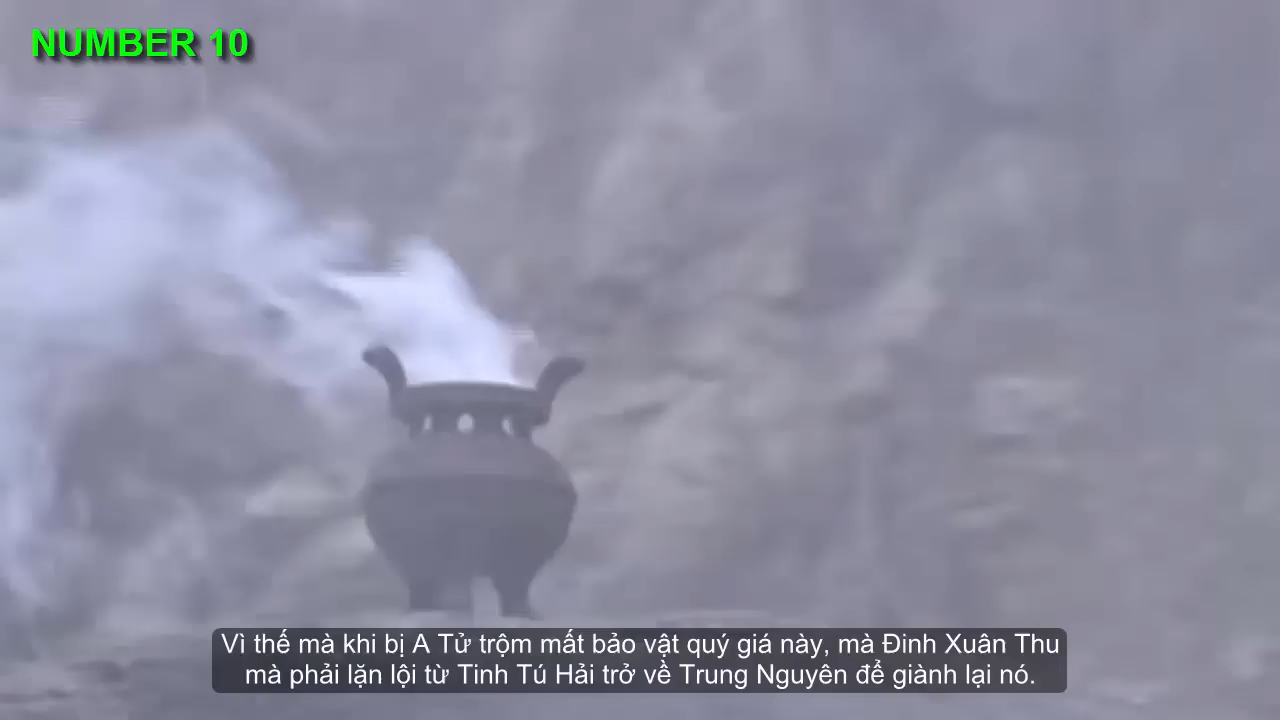 NUMBER 10
Vì thế mà khi bị A Tử trộm mất bảo vật quý giá này, mà Đinh Xuân Thu
mà phải lặn lội từ Tinh Tú Hải trở về Trung Nguyên để giành lại nó.